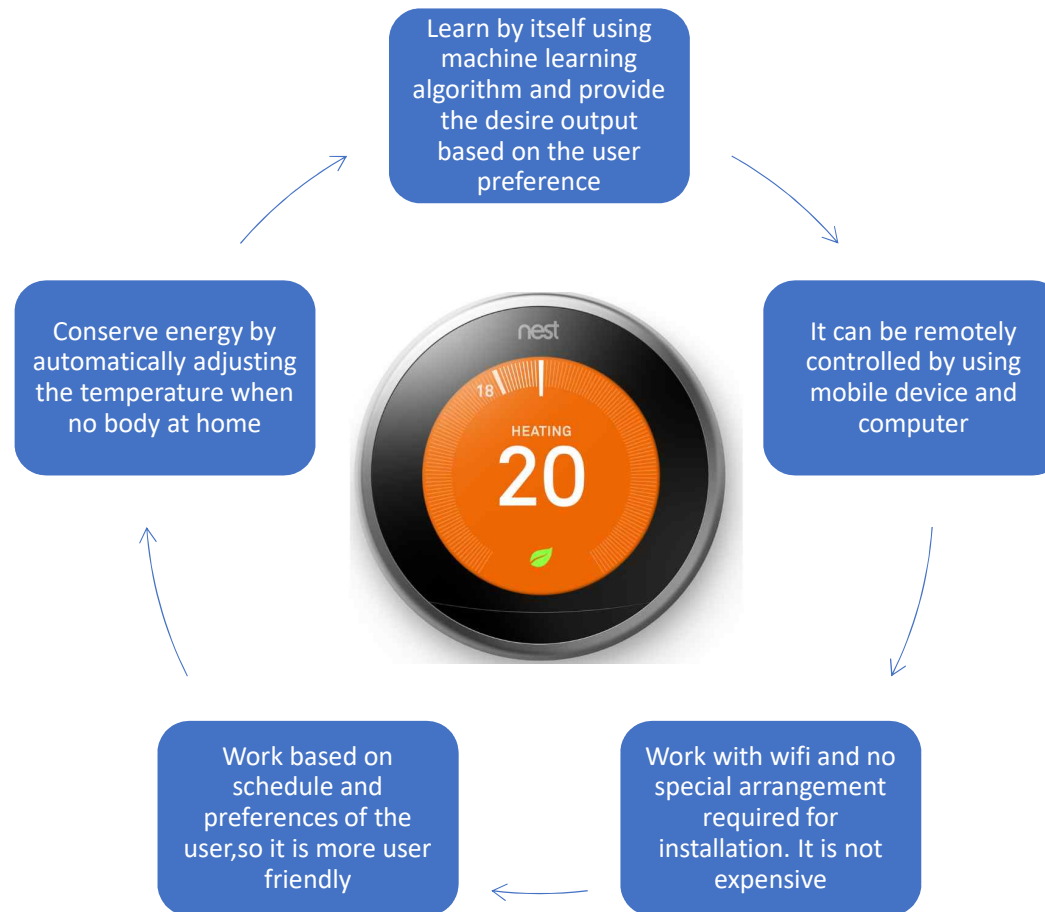 Learn by itself using
machine learning
algorithm and provide
the desire output
based on the user
preference
It can be remotely
controlled by using
mobile device and
computer
Work with wifi and no
special arrangement
required for
installation. It is not
expensive
Work based on
schedule and
preferences of the
user,so it is more user
friendly
Conserve energy by
automatically adjusting
the temperature when
no body at home
nest
18
HEATING
20